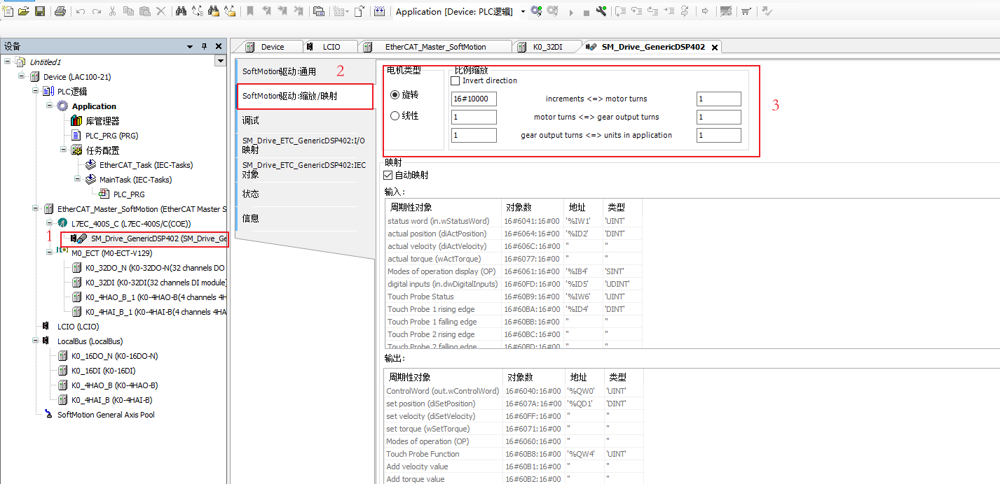 Application [Device: PLC逻辑]
设备
Untitled1
Device (LAC100-21)
PLC逻辑
Application
库管理器
PLC_PRG (PRG)
任务配置
EtherCAT_Task (IEC-Tasks)
MainTask (IEC-Tasks)
PLC_PRG
EtherCAT_Master_SoftMotion (EtherCAT Master S
L7EC_400S_C (L7EC-400S/C(COE))
1
SM_Drive_GenericDSP402 (SM_Drive_Ge
M0_ECT (M0-ECT-V129)
K0_32DO_N (K0-32DO-N(32 channels DO
K0_32DI (K0-32DI(32 channels DI module)
K0_4HAO_B_1 (K0-4HAO-B(4 channels 4H
K0_4HAI_B_1 (K0-4HAI-B(4 channels 4HA
LCIO (LCIO)
LocalBus (LocalBus)
K0_16DO_N (K0-16DO-N)
K0_16DI (K0-16DI)
K0_4HAO_B (K0-4HAO-B)
K0_4HAI_B (K0-4HAI-B)
SoftMotion General Axis Pool
Device
LCIO
EtherCAT_Master_SoftMotion
K0_32DI
SM_Drive_GenericDSP402
SoftMotion驱动:通用
2
SoftMotion驱动:缩放/映射
调试
SM_Drive_ETC_GenericDSP402:I/O
映射
SM_Drive_ETC_GenericDSP402:IEC
对象
状态
信息
电机类型
旋转
线性
比例缩放
Invert direction
16#10000 increments <=> motor turns 1
1 motor turns <=> gear output turns 1
1 gear output turns <=> units in application 1
3
映射
自动映射
输入:
周期性对象 对象数 地址 类型
status word (in.wStatusWord) 16#6041:16#00 '%IW1' 'UINT'
actual position (diActPosition) 16#6064:16#00 '%ID2' 'DINT'
actual velocity (diActVelocity) 16#606C:16#00 '' ''
actual torque (wActTorque) 16#6077:16#00 '' ''
Modes of operation display (OP) 16#6061:16#00 '%IB4' 'SINT'
digital inputs (in.dwDigitalInputs) 16#60FD:16#00 '%ID5' 'UDINT'
Touch Probe Status 16#60B9:16#00 '%IW6' 'UINT'
Touch Probe 1 rising edge 16#60BA:16#00 '%ID4' 'DINT'
Touch Probe 1 falling edge 16#60BB:16#00 '' ''
Touch Probe 2 rising edge 16#60BC:16#00 '' ''
Touch Probe 2 falling edge 16#60BD:16#00 '' ''
输出:
周期性对象 对象数 地址 类型
ControlWord (out.wControlWord) 16#6040:16#00 '%QW0' 'UINT'
set position (diSetPosition) 16#607A:16#00 '%QD1' 'DINT'
set velocity (diSetVelocity) 16#60FF:16#00 '' ''
set torque (wSetTorque) 16#6071:16#00 '' ''
Modes of operation (OP) 16#6060:16#00 '' ''
Touch Probe Function 16#60B8:16#00 '%QW4' 'UINT'
Add velocity value 16#60B1:16#00 '' ''
Add torque value 16#60B2:16#00 '' ''